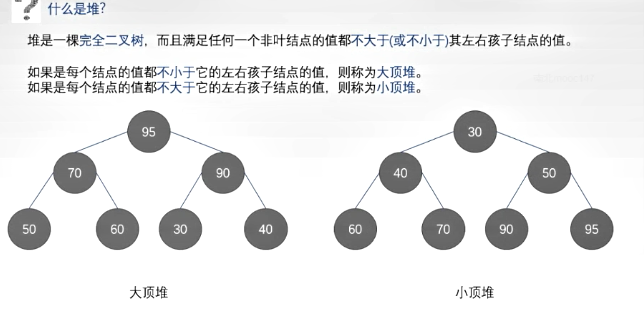 什么是堆?
堆是一棵完全二叉树，而且满足任何一个非叶结点的值都不大于(或不小于)其左右孩子结点的值。
如果是每个结点的值都不小于它的左右孩子结点的值，则称为大顶堆。
如果是每个结点的值都不大于它的左右孩子结点的值，则称为小顶堆。
95 30
70 90 40 50
50 60 30 40 60 70 90 95
大顶堆 小顶堆